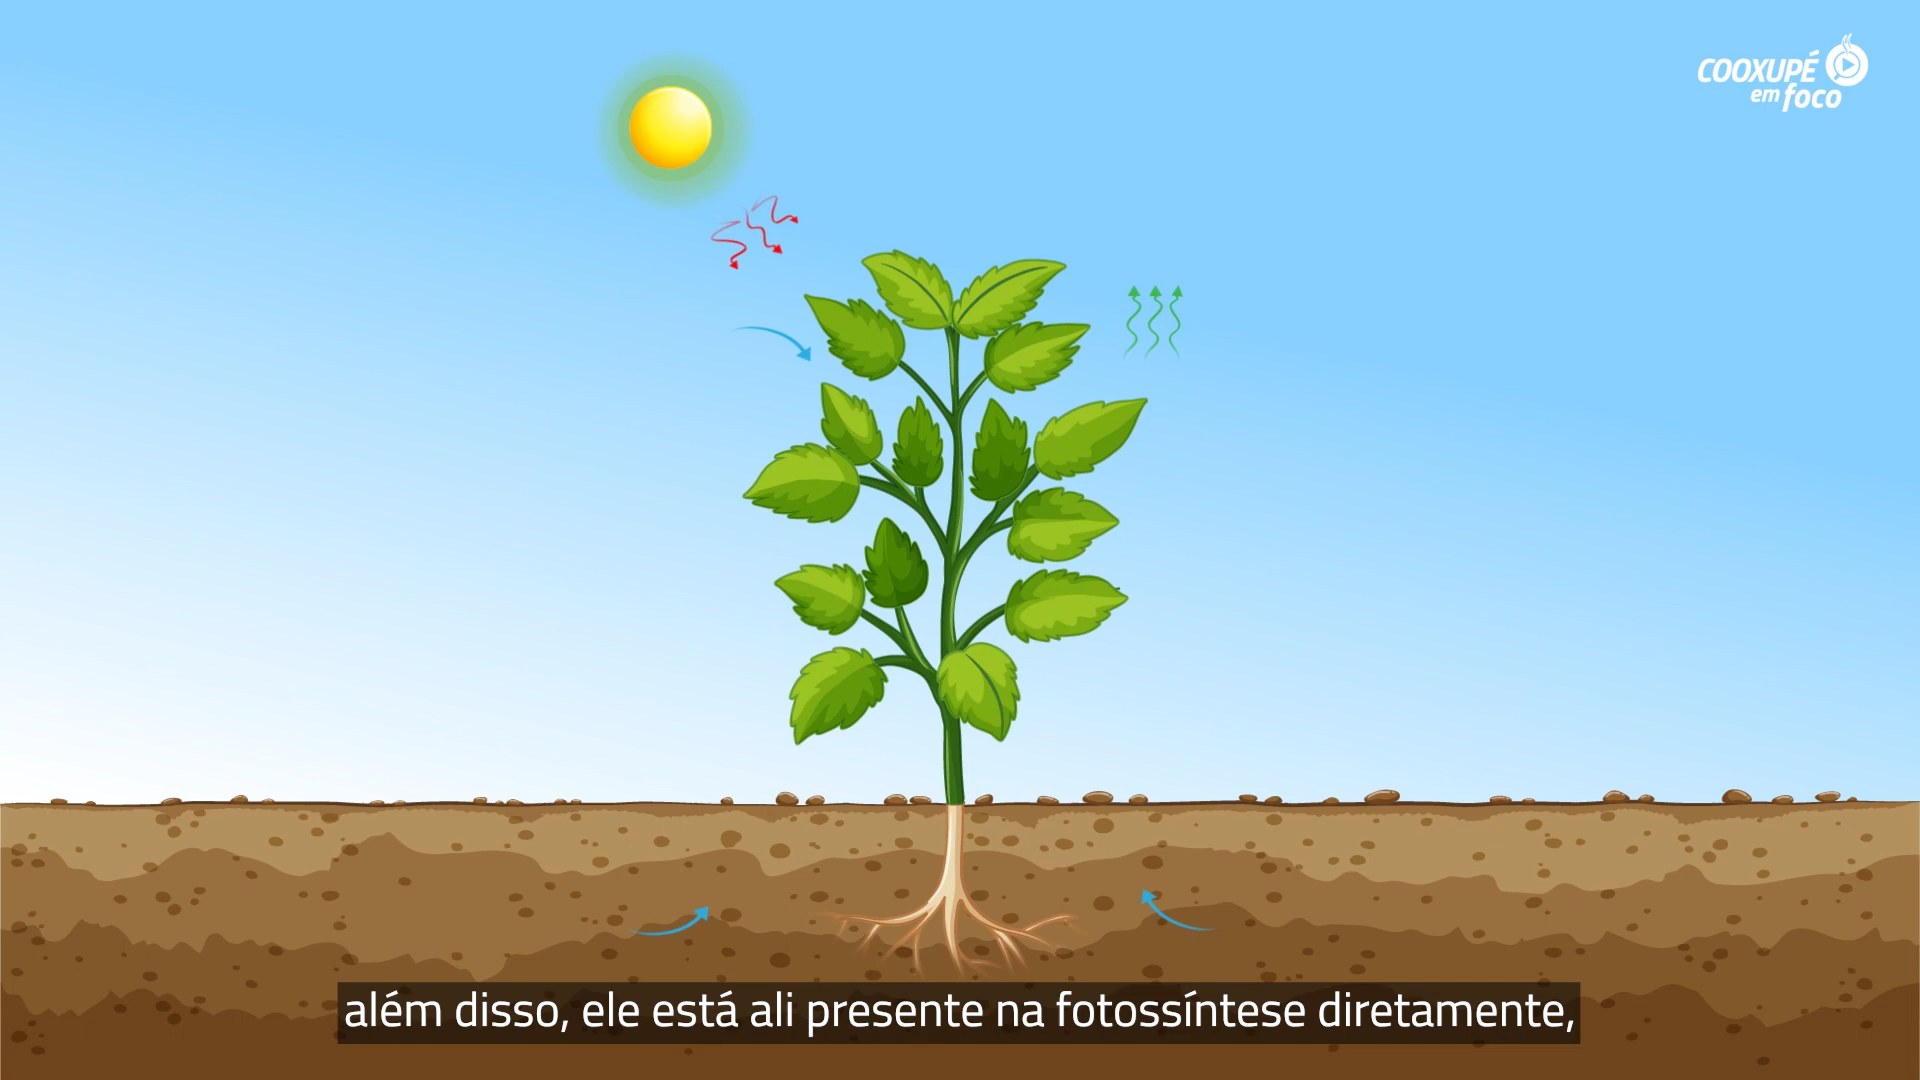 COOXUPÉ
em foco
além disso, ele está ali presente na fotossíntese diretamente,